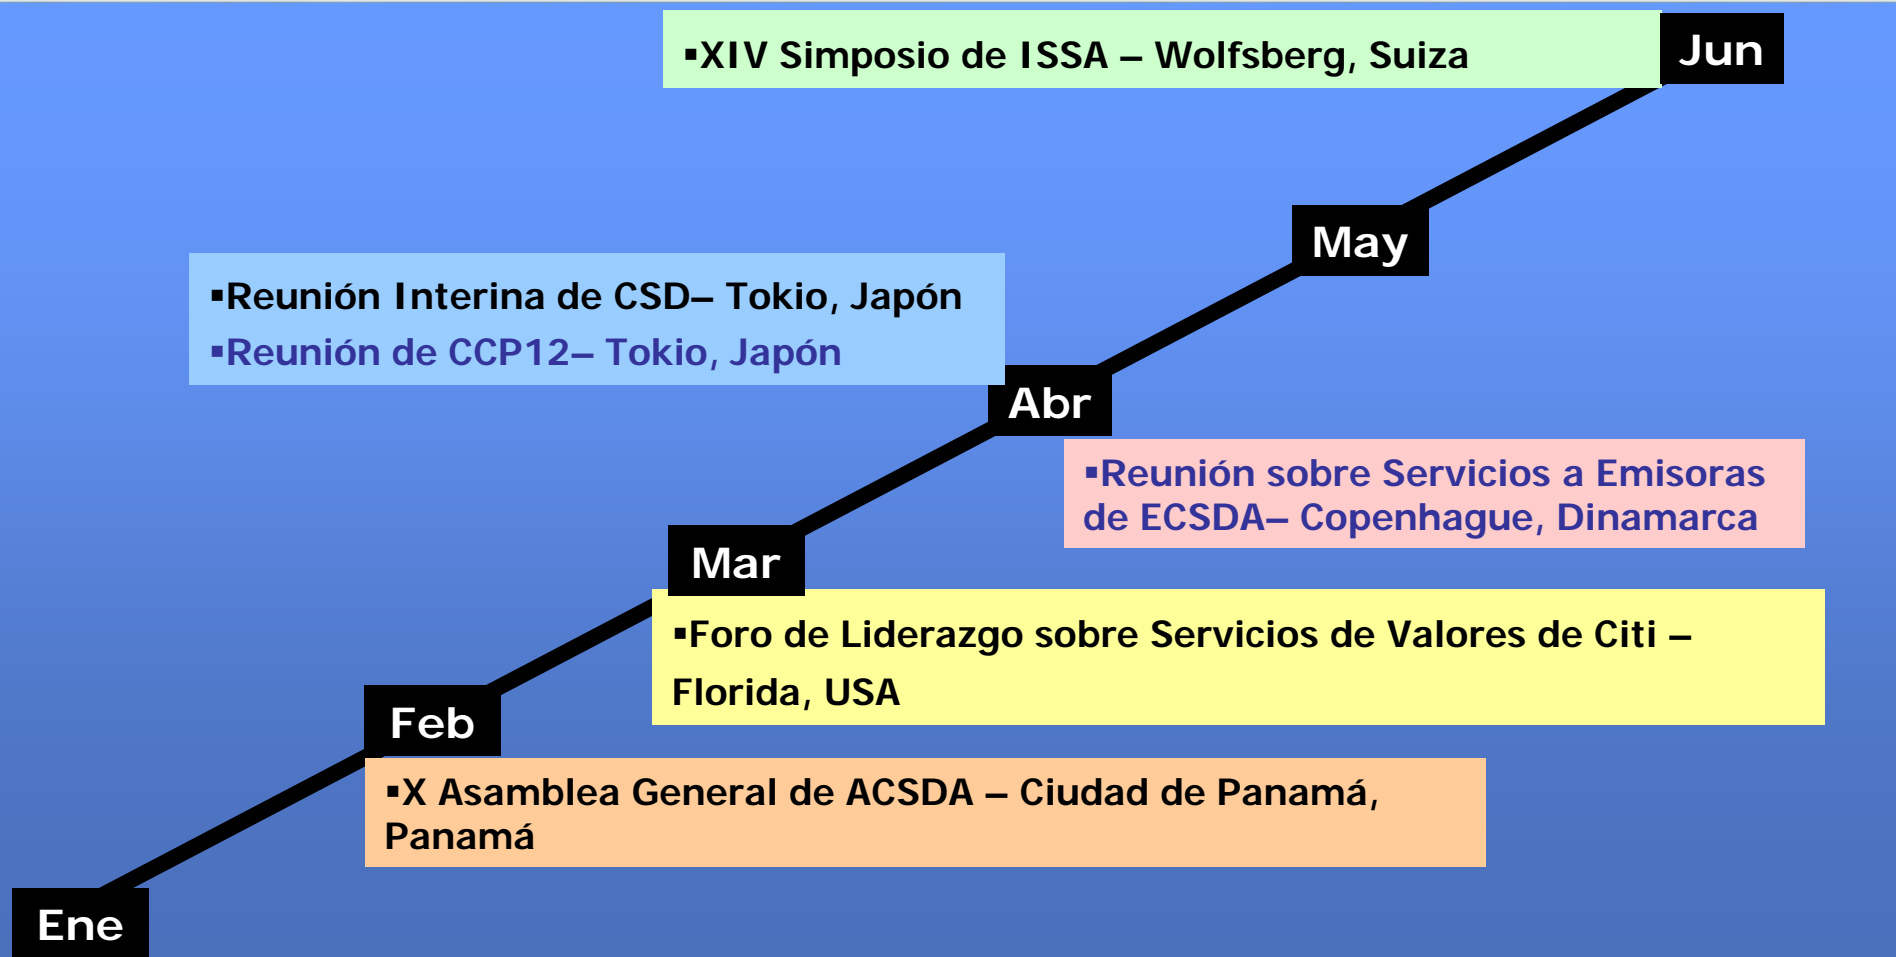 ▪XIV Simposio de ISSA – Wolfsberg, Suiza
Jun
May
▪Reunión Interina de CSD– Tokio, Japón
▪Reunión de CCP12– Tokio, Japón
Abr
▪Reunión sobre Servicios a Emisoras
de ECSDA– Copenhague, Dinamarca
Mar
▪Foro de Liderazgo sobre Servicios de Valores de Citi –
Florida, USA
Feb
▪X Asamblea General de ACSDA – Ciudad de Panamá,
Panamá
Ene